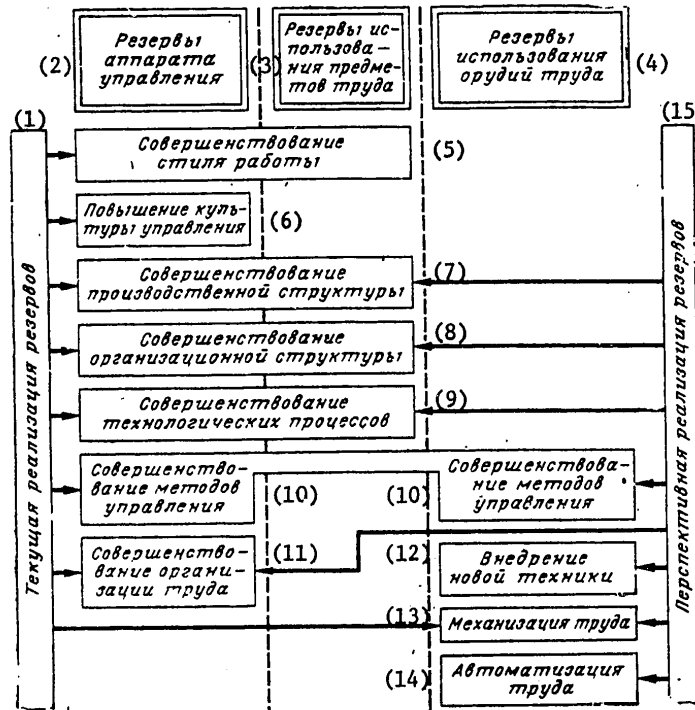 (2)
Резервы
аппарата
управления
(3)
Резервы ис-
пользова-
ния предме-
тов труда
Резервы
использования
орудий труда
(4)
(1)
(15)
Текущая реализация резервов
Перспективная реализация резервов
Совершенствование
стиля работы
(5)
Повышение куль-
туры управления
(6)
Совершенствование
производственной структуры
(7)
Совершенствование
организационной структуры
(8)
Совершенствование
технологических процессов
(9)
Совершенствo-
вание методов
управления
(10)
(10)
Совершенствова-
ние методов
управления
Совершенство-
вание органи-
зации труда
(11)
(12)
Внедрение
новой техники
(13)
Механизация труда
(14)
Автоматизация
труда